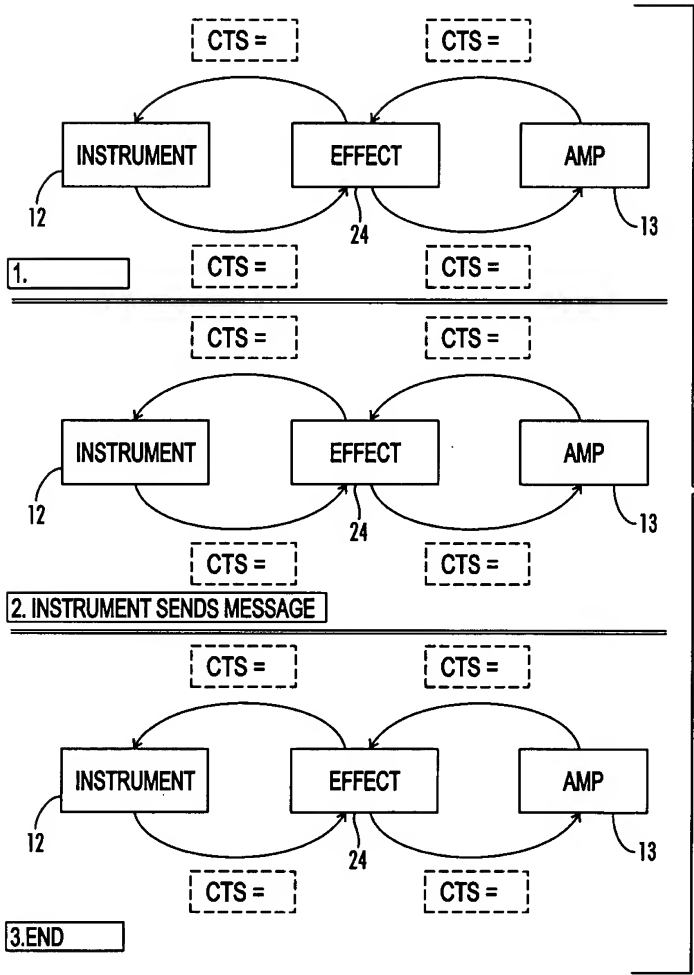 CTS = CTS =
INSTRUMENT EFFECT AMP
12 24 13
CTS = CTS =
1.
CTS = CTS =
INSTRUMENT EFFECT AMP
12 24 13
CTS = CTS =
2. INSTRUMENT SENDS MESSAGE
CTS = CTS =
INSTRUMENT EFFECT AMP
12 24 13
CTS = CTS =
3.END